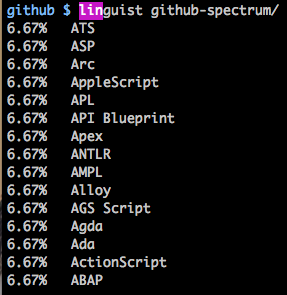 github $ linguist github-spectrum/
6.67% ATS
6.67% ASP
6.67% Arc
6.67% AppleScript
6.67% APL
6.67% API Blueprint
6.67% Apex
6.67% ANTLR
6.67% AMPL
6.67% Alloy
6.67% AGS Script
6.67% Agda
6.67% Ada
6.67% ActionScript
6.67% ABAP